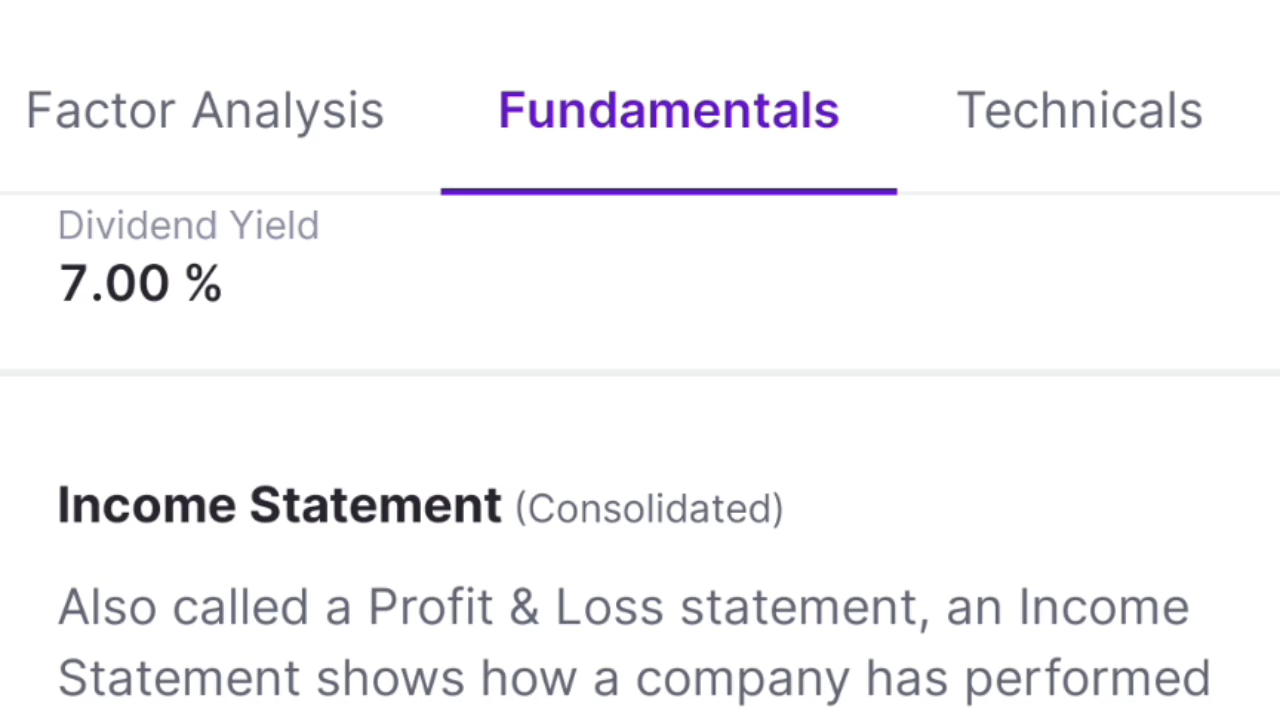 Factor Analysis Fundamentals Technicals
Dividend Yield
7.00 %
Income Statement (Consolidated)
Also called a Profit & Loss statement, an Income
Statement shows how a company has performed